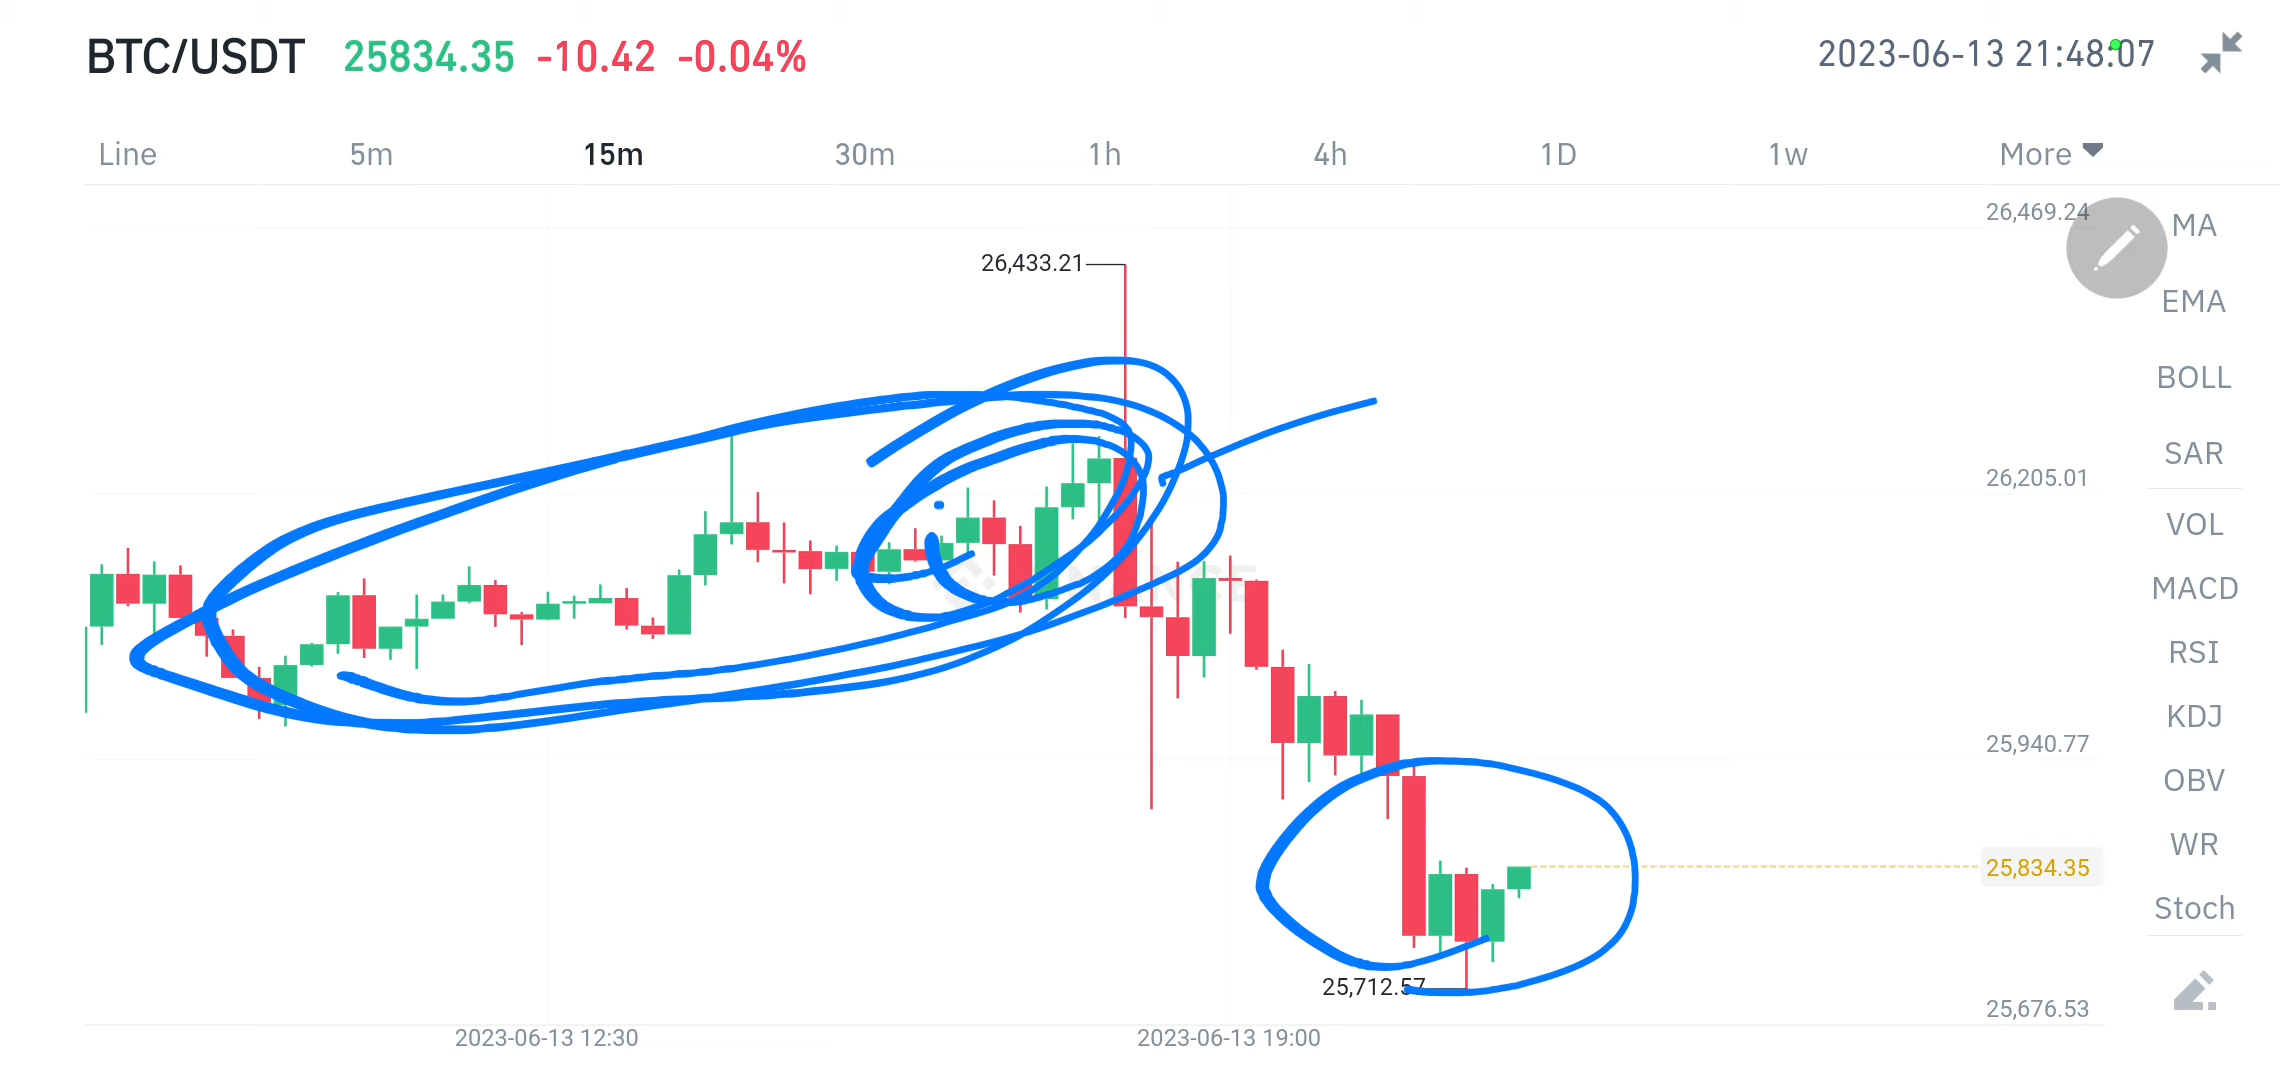 BTC/USDT 25834.35 -10.42 -0.04% 2023-06-13 21:48:07
Line 5m 15m 30m 1h 4h 1D 1w More
26,469.24
MA
26,433.21
EMA
BOLL
SAR
26,205.01
VOL
BINANCE
MACD
RSI
KDJ
25,940.77
OBV
WR
25,834.35
Stoch
25,712.57
25,676.53
2023-06-13 12:30 2023-06-13 19:00